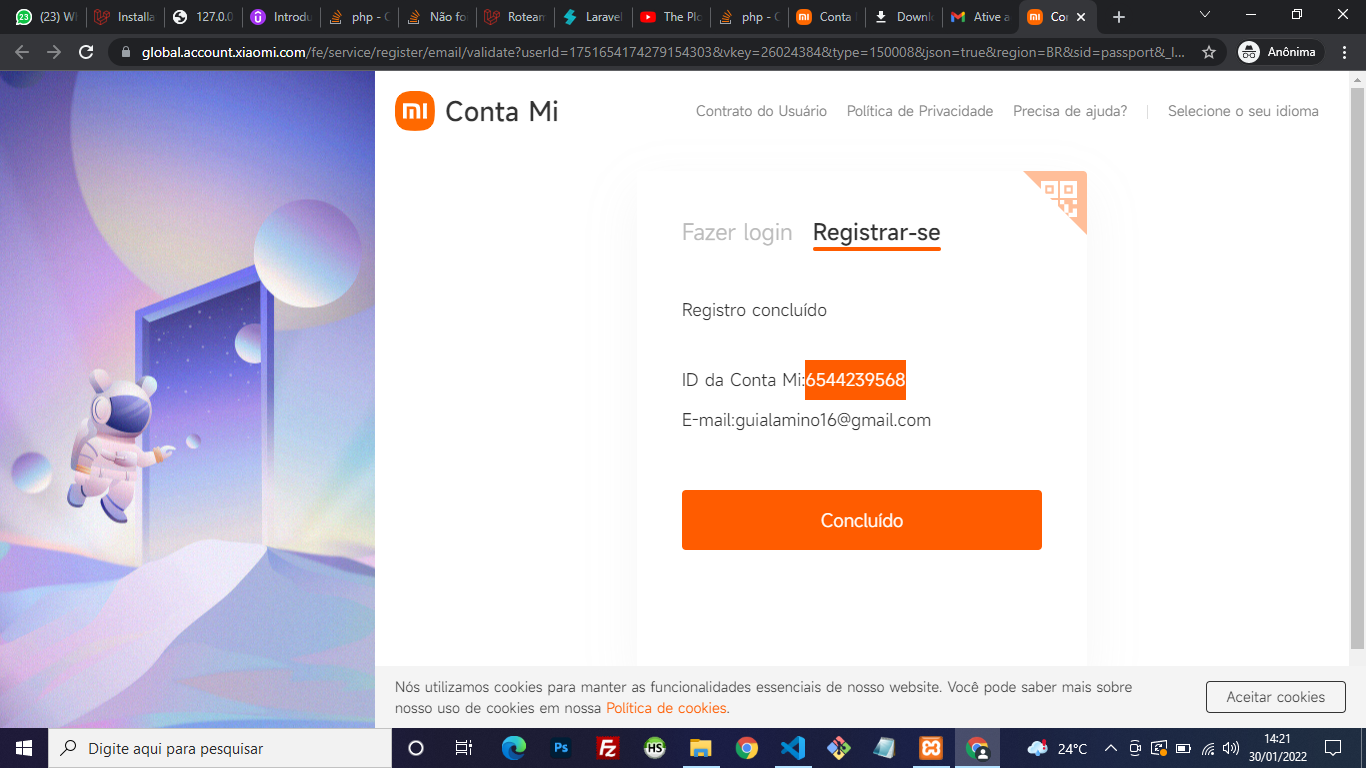 (23) W
Installa
127.0.0
Introdu
php - C
Não fo
Roteam
Laravel
The Plo
php - C
Conta
Downl
Ative a
Co
global.account.xiaomi.com/fe/service/register/email/validate?userId=1751654174279154303&vkey=26024384&type=150008&json=true&region=BR&sid=passport&_l...
Anônima
Conta Mi
Contrato do Usuário
Política de Privacidade
Precisa de ajuda?
Selecione o seu idioma
Fazer login
Registrar-se
Registro concluído
ID da Conta Mi:6544239568
E-mail:guialamino16@gmail.com
Concluído
Nós utilizamos cookies para manter as funcionalidades essenciais de nosso website. Você pode saber mais sobre
nosso uso de cookies em nossa Política de cookies.
Aceitar cookies
Digite aqui para pesquisar
24°C
14:21
30/01/2022